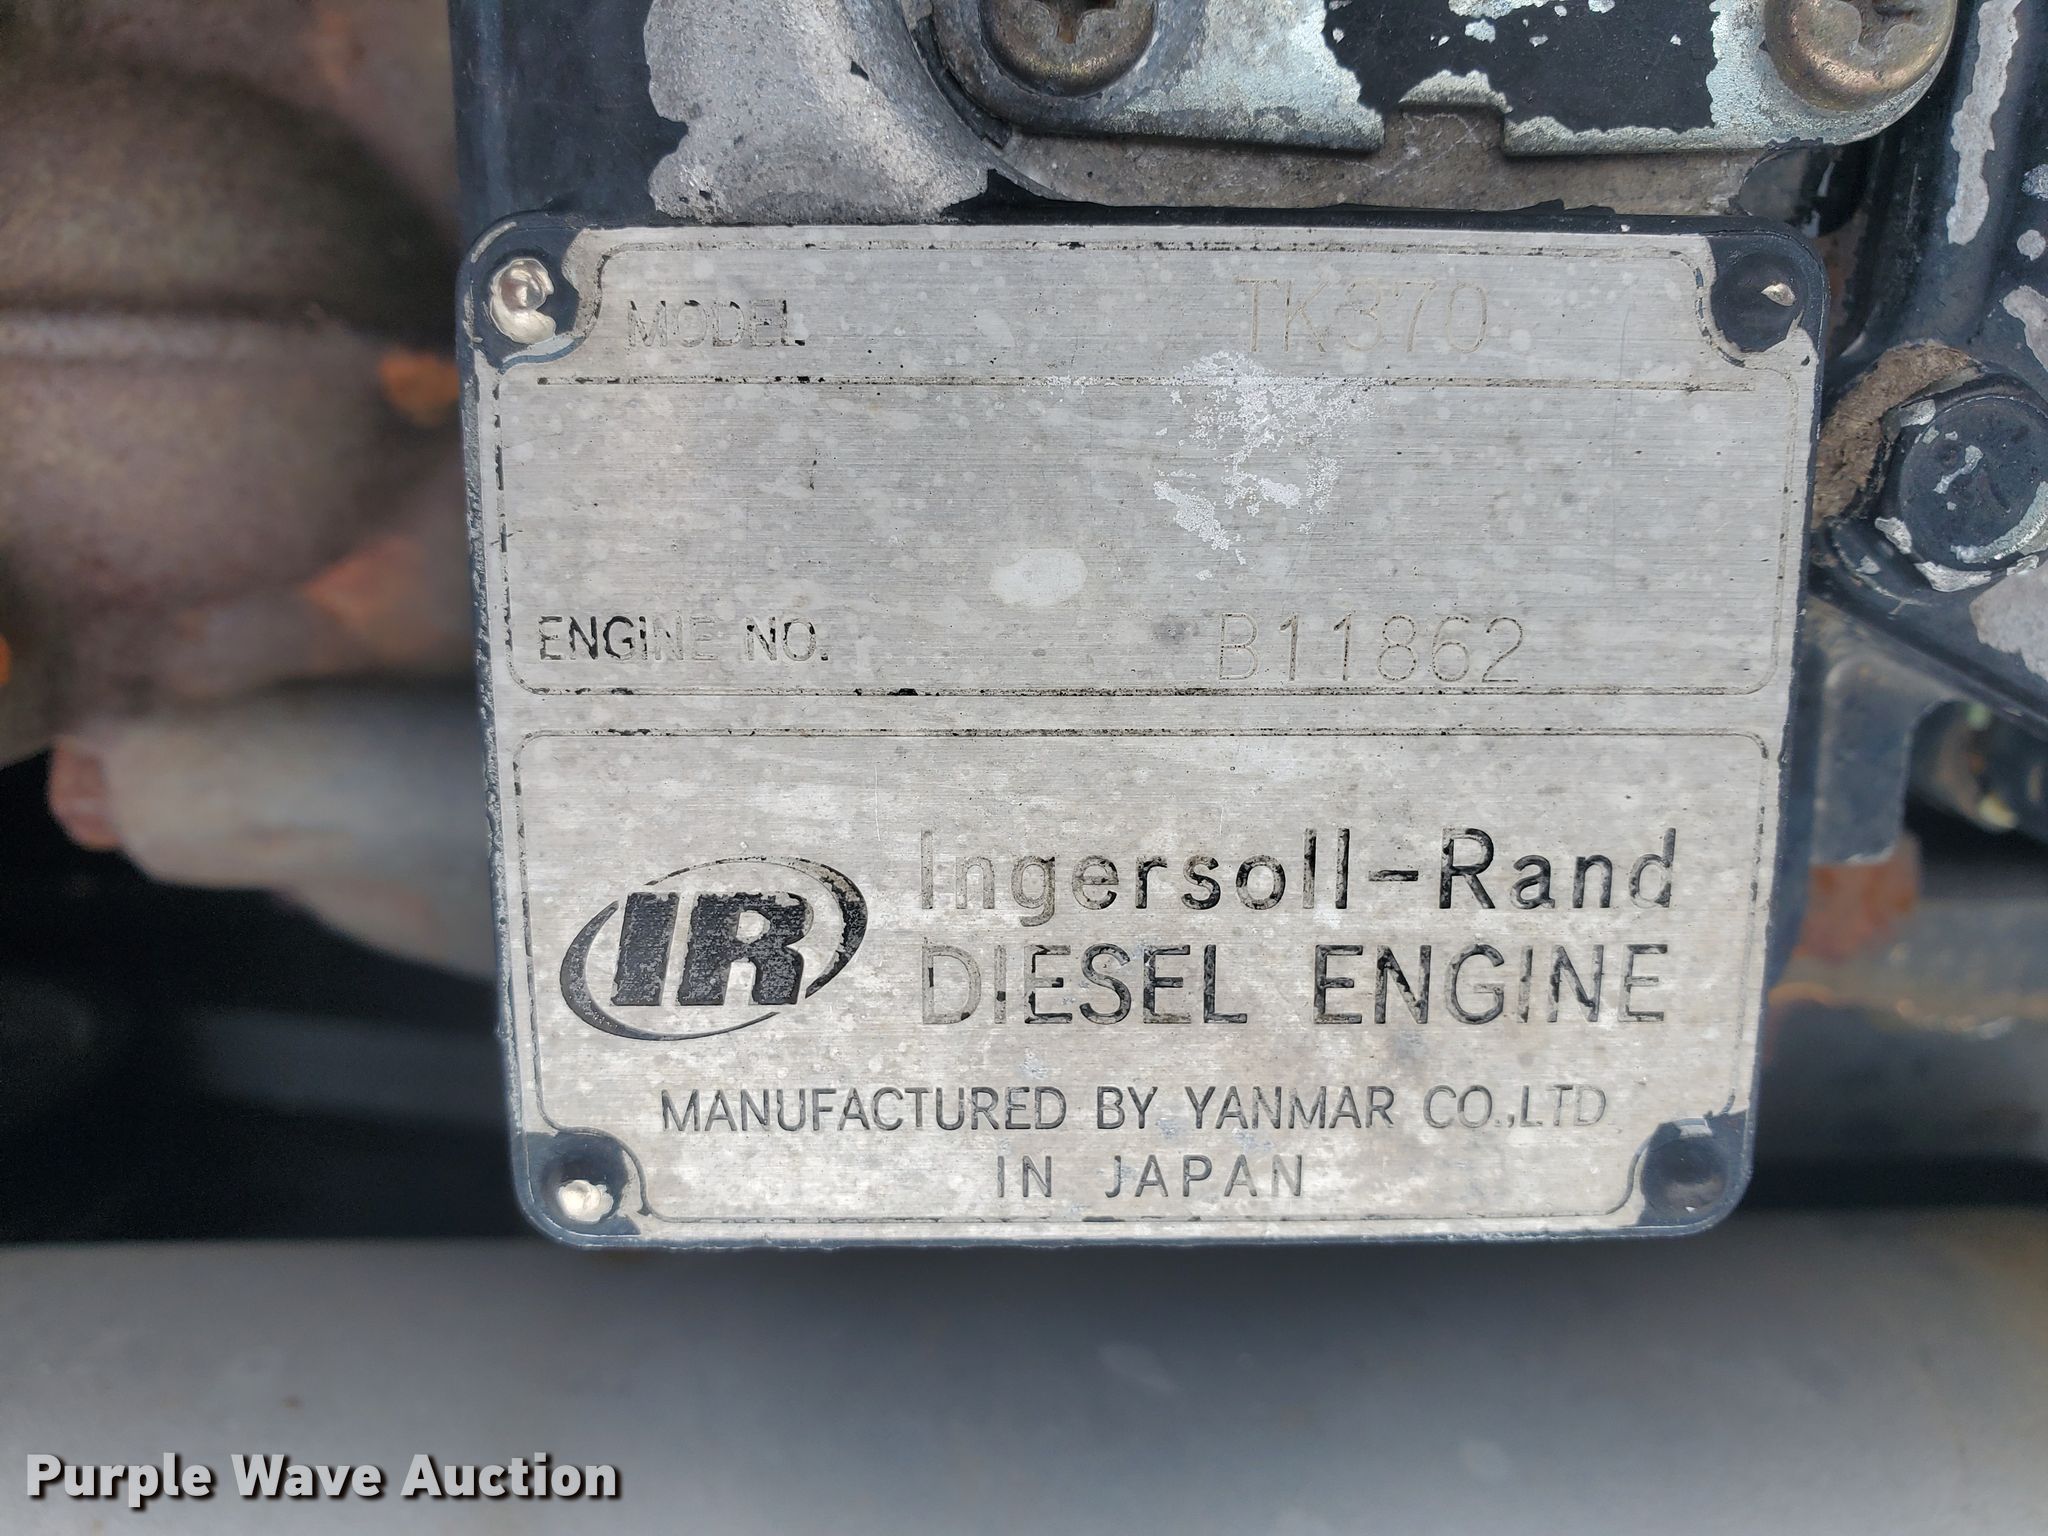 MODEL TK370
ENGINE NO. B11862
IR
Ingersoll-Rand
DIESEL ENGINE
MANUFACTURED BY YANMAR CO.,LTD
IN JAPAN
Purple Wave Auction